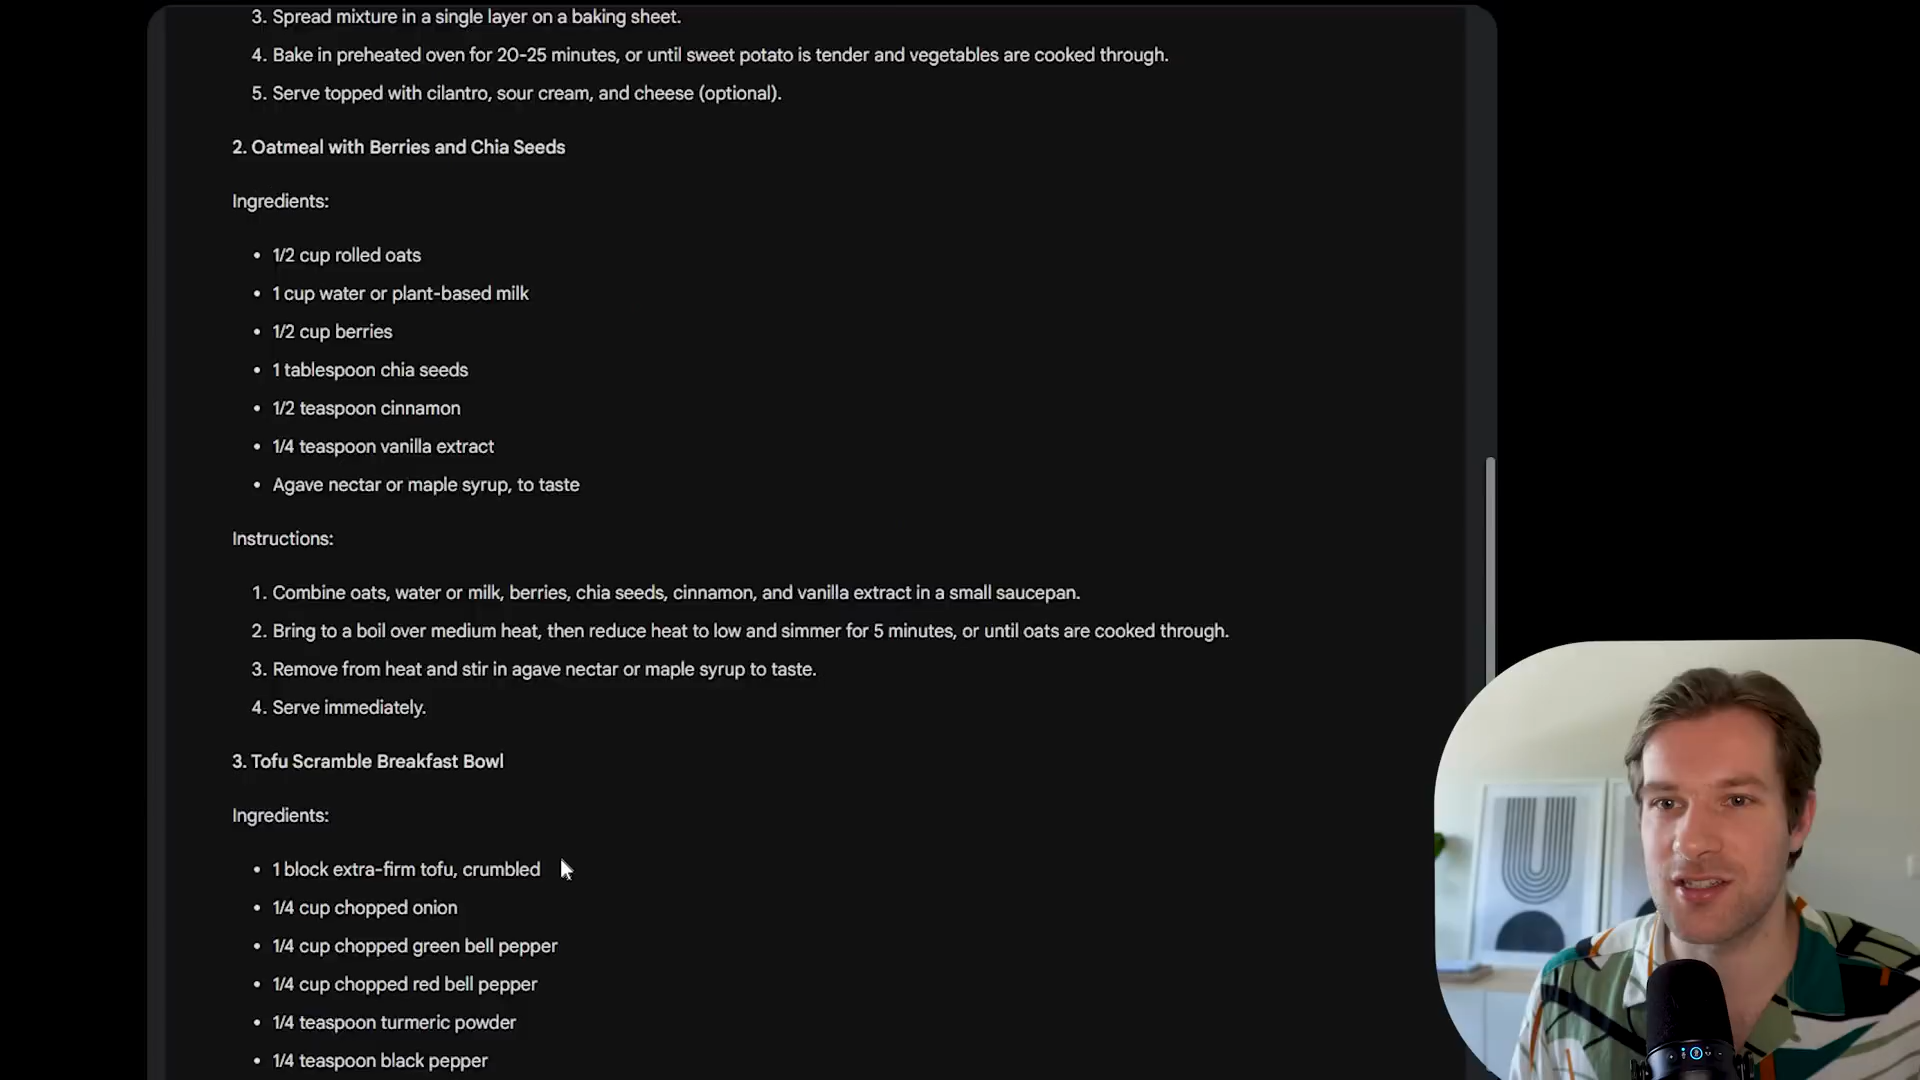 3. Spread mixture in a single layer on a baking sheet.
4. Bake in preheated oven for 20-25 minutes, or until sweet potato is tender and vegetables are cooked through.
5. Serve topped with cilantro, sour cream, and cheese (optional).
2. Oatmeal with Berries and Chia Seeds
Ingredients:
• 1/2 cup rolled oats
• 1 cup water or plant-based milk
• 1/2 cup berries
• 1 tablespoon chia seeds
• 1/2 teaspoon cinnamon
• 1/4 teaspoon vanilla extract
• Agave nectar or maple syrup, to taste
Instructions:
1. Combine oats, water or milk, berries, chia seeds, cinnamon, and vanilla extract in a small saucepan.
2. Bring to a boil over medium heat, then reduce heat to low and simmer for 5 minutes, or until oats are cooked through.
3. Remove from heat and stir in agave nectar or maple syrup to taste.
4. Serve immediately.
3. Tofu Scramble Breakfast Bowl
Ingredients:
• 1 block extra-firm tofu, crumbled
• 1/4 cup chopped onion
• 1/4 cup chopped green bell pepper
• 1/4 cup chopped red bell pepper
• 1/4 teaspoon turmeric powder
• 1/4 teaspoon black pepper